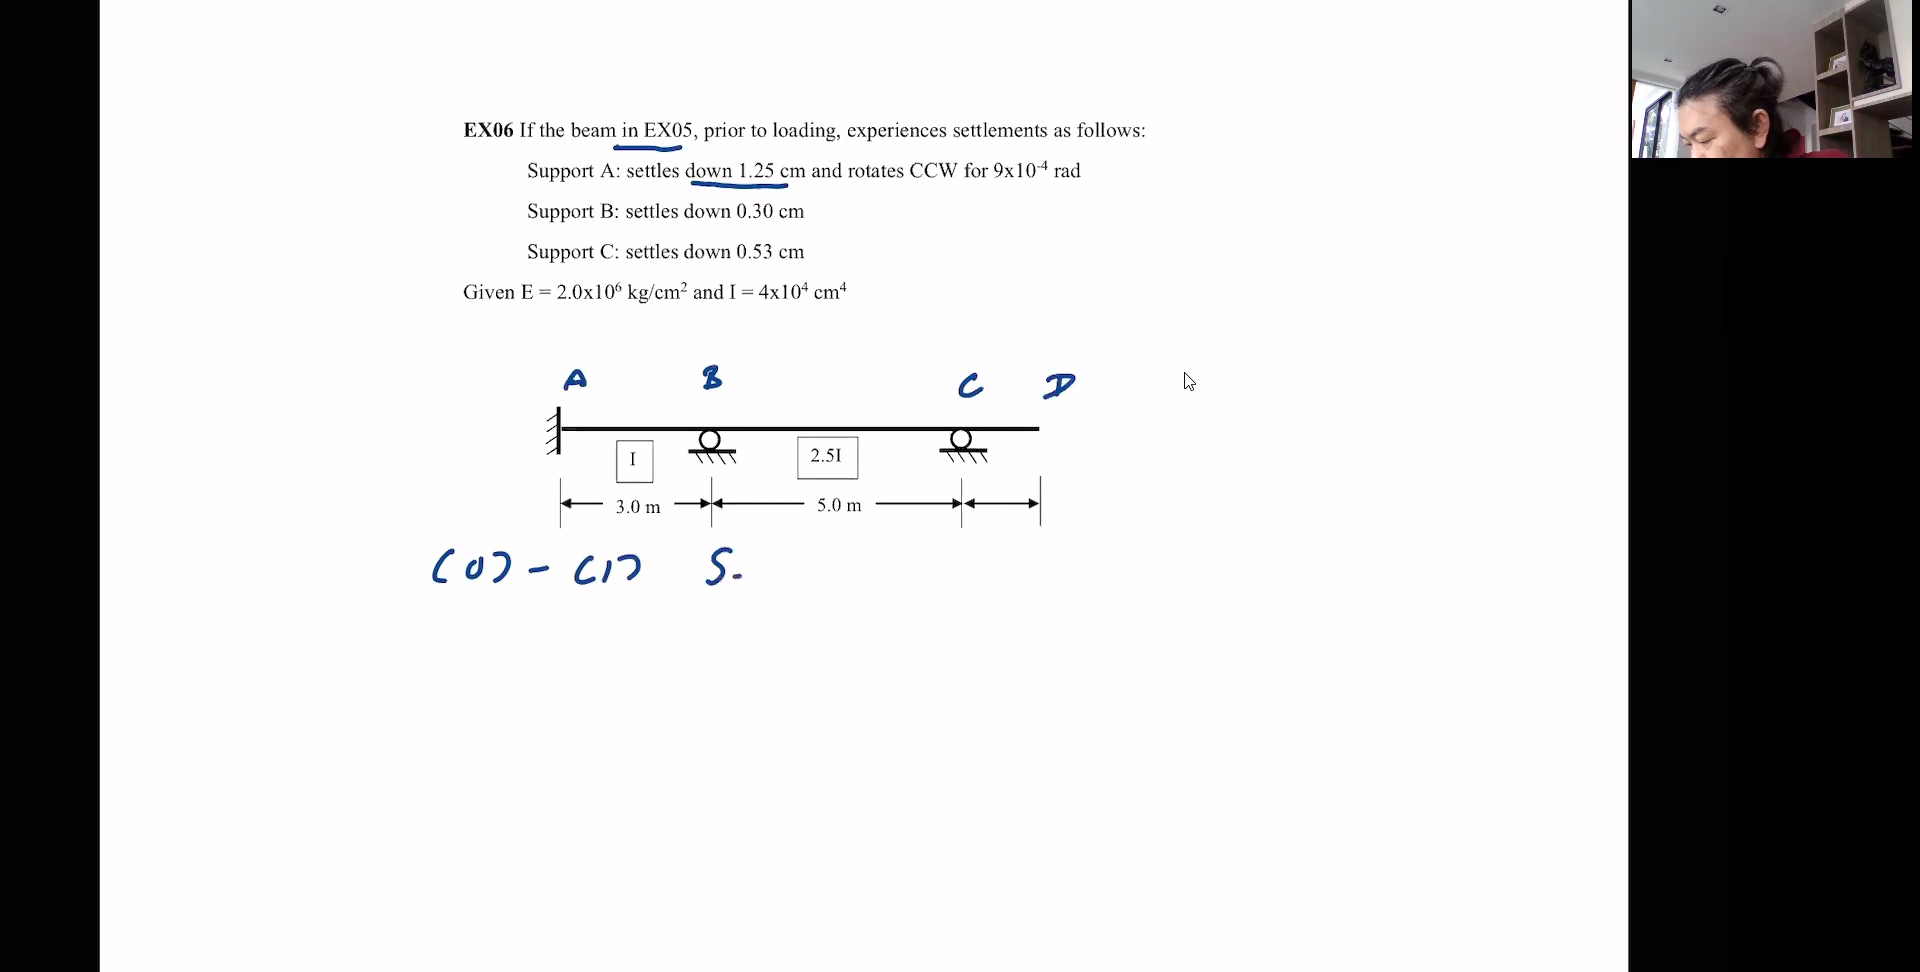 EX06 If the beam in EX05, prior to loading, experiences settlements as follows:
Support A: settles down 1.25 cm and rotates CCW for 9x10⁻⁴ rad
Support B: settles down 0.30 cm
Support C: settles down 0.53 cm
Given E = 2.0x10⁶ kg/cm² and I = 4x10⁴ cm⁴
A B C D
I 2.5I
3.0 m 5.0 m
(0) - (1) S.